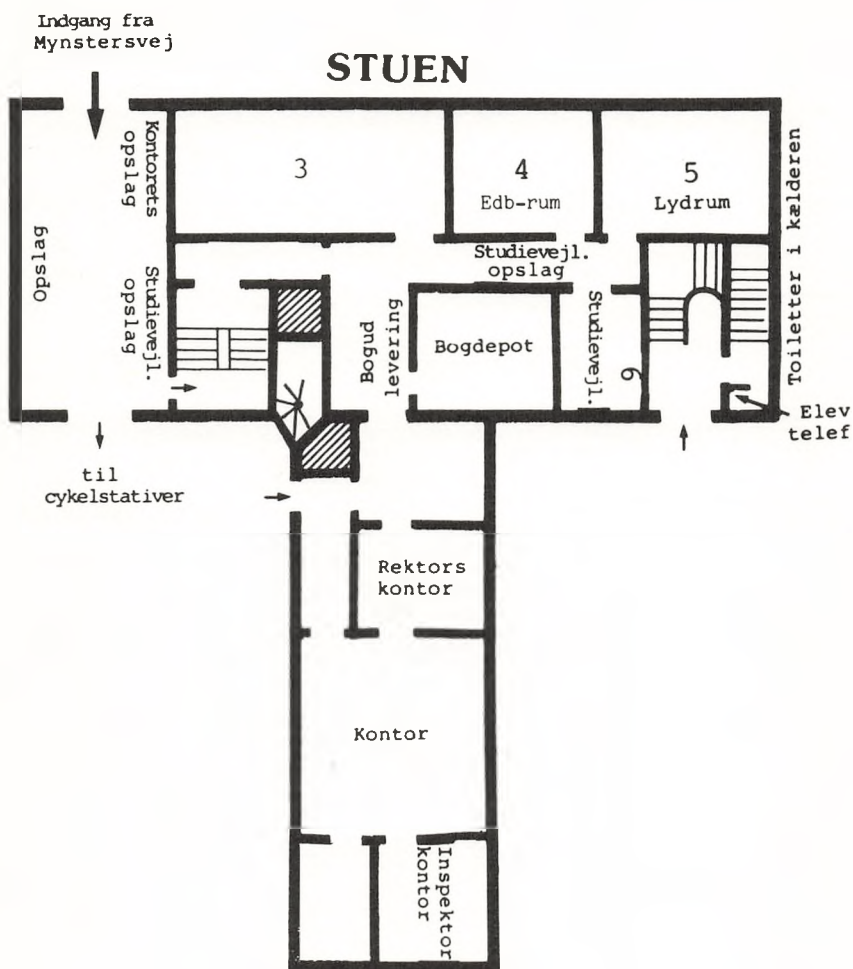 Indgang fra
Mynstersvej
STUEN
Opslag
Kontorets
opslag
Studievejl.
opslag
3
4
Edb-rum
5
Lydrum
Toiletter i kælderen
Studievejl.
opslag
Bogud
levering
Bogdepot
Studievejl.
6
Elev
telef
til
cykelstativer
Rektors
kontor
Kontor
Inspektor
kontor